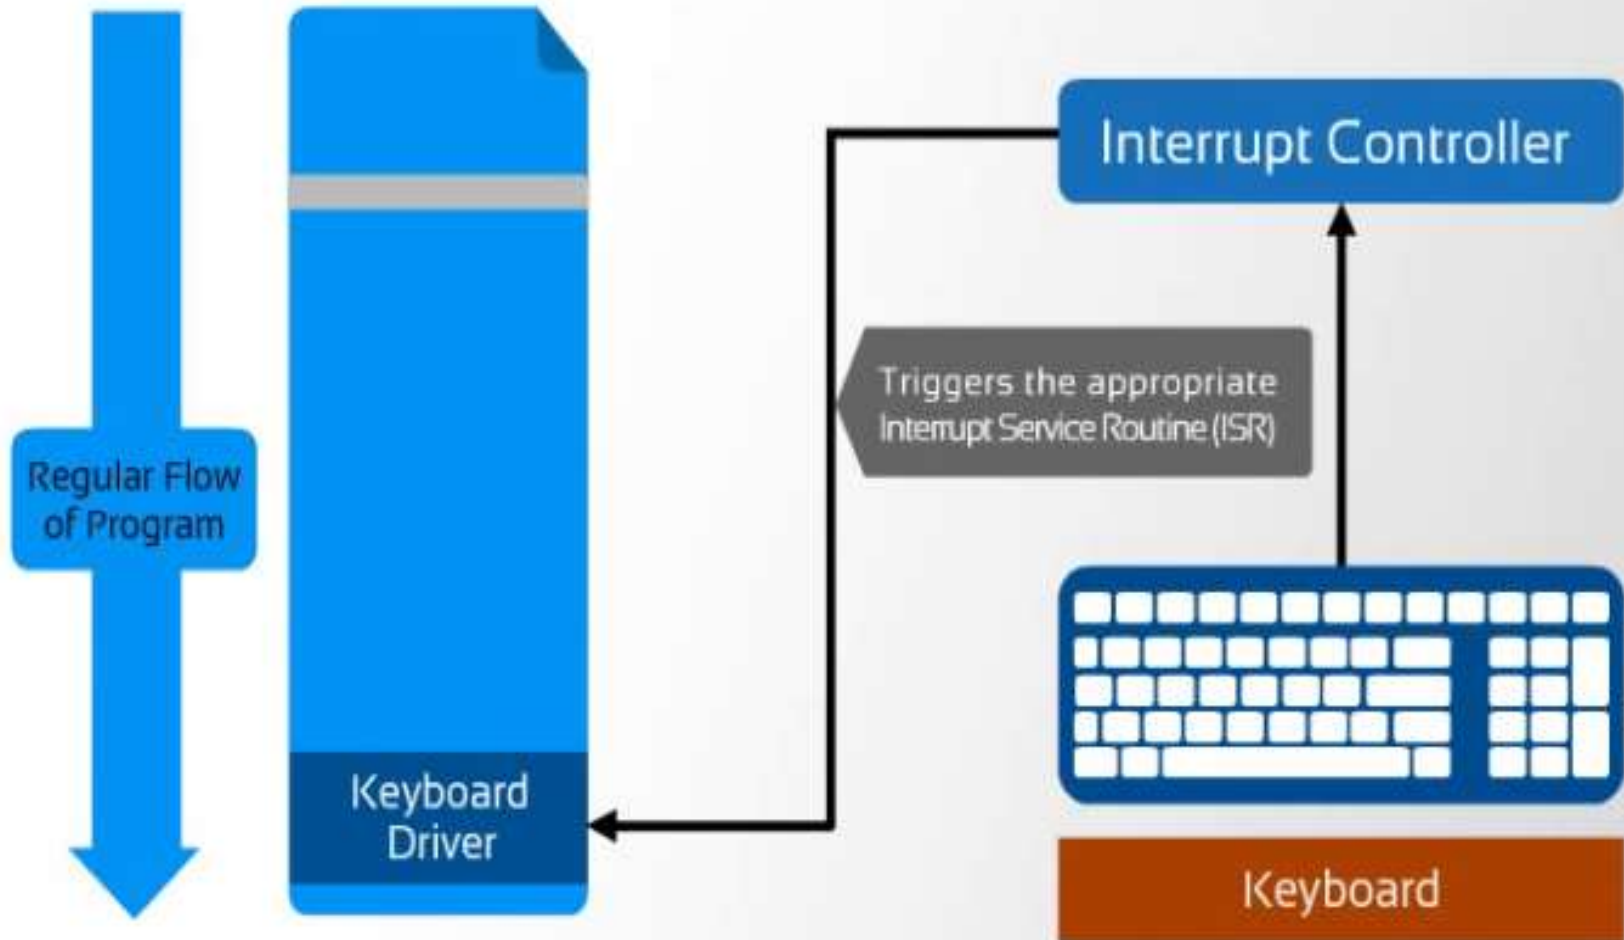 Interrupt Controller
Triggers the appropriate
Interrupt Service Routine (ISR)
Regular Flow
of Program
Keyboard
Driver
Keyboard